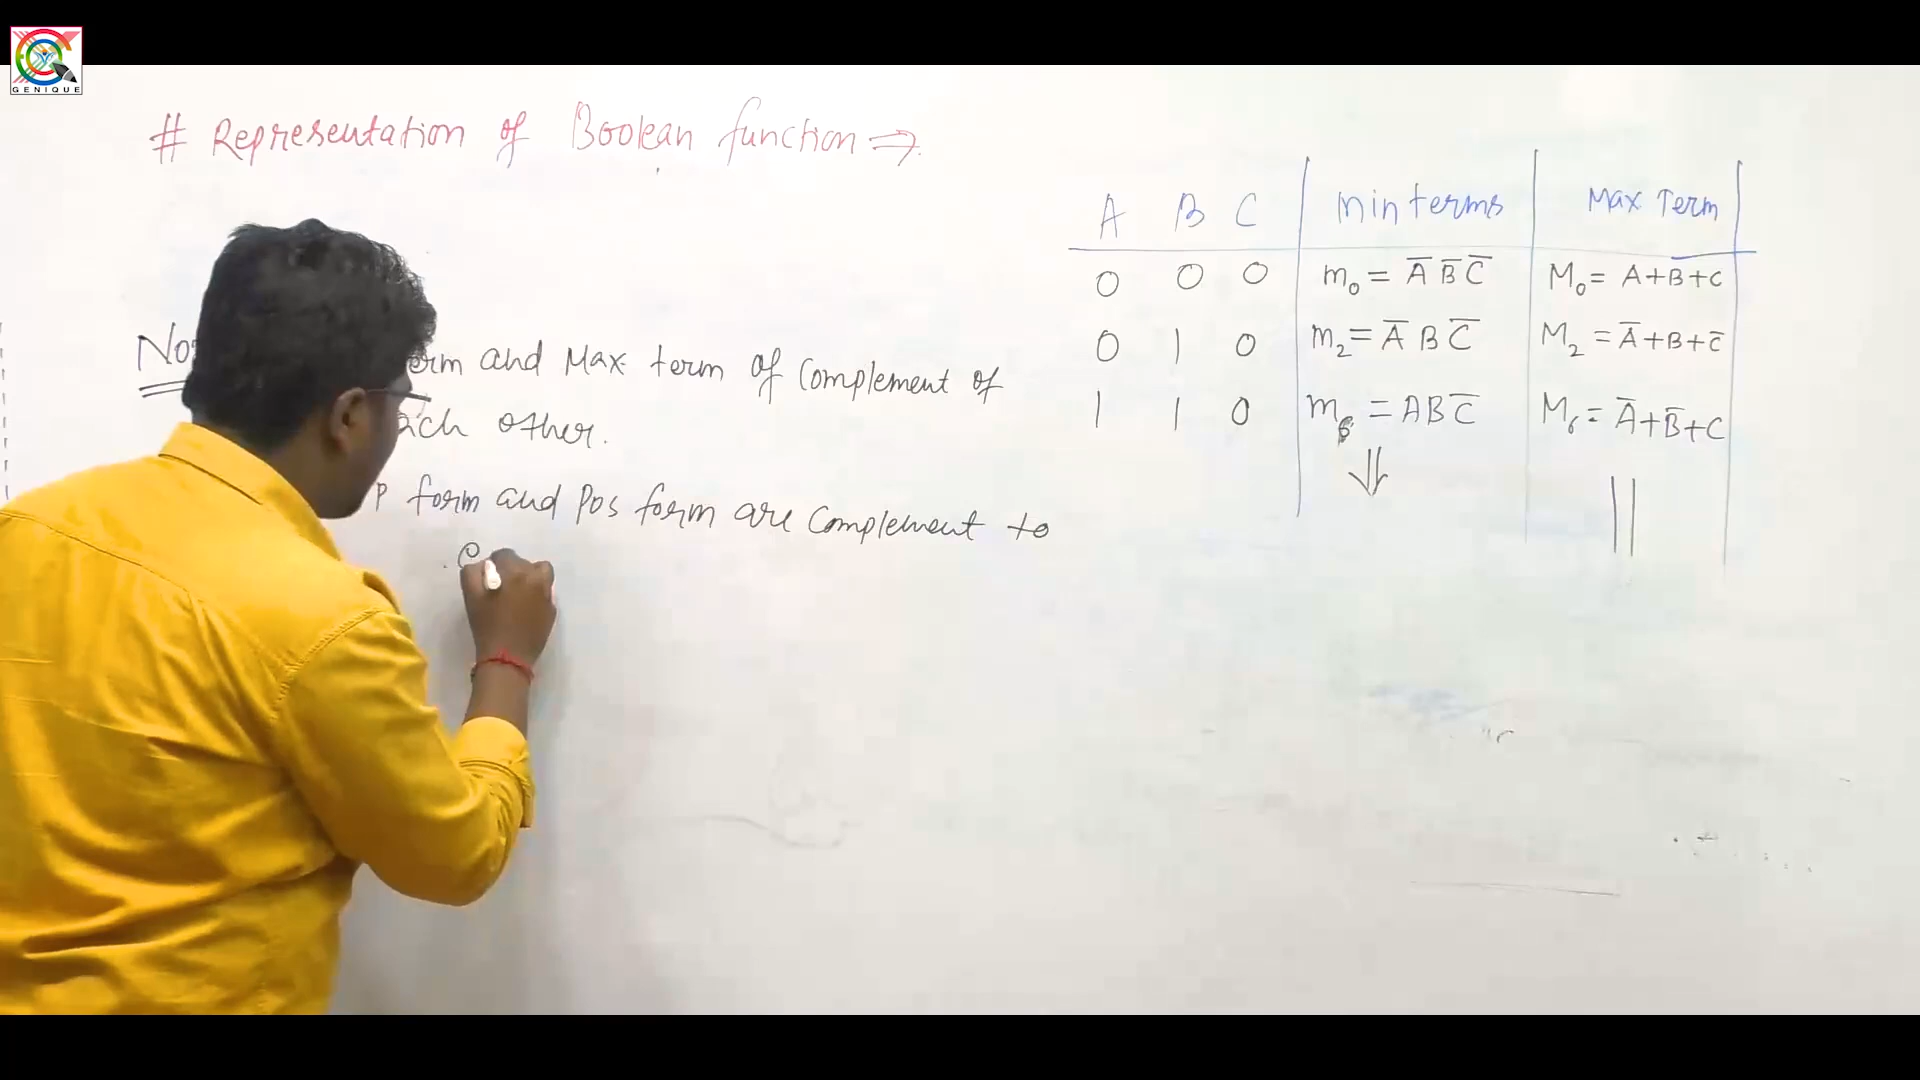 GENIQUE
# Representation of Boolean function ⇒
A B C Minterms Max Term
0 0 0 m₀ = A̅ B̅ C̅ M₀ = A+B+C
0 1 0 m₂ = A̅ B C̅ M₂ = A̅+B+C̅
1 1 0 m₆ = A B C̅ M₆ = A̅+B̅+C
⇓ ||
erm and Max term of Complement of
ach other.
P form and Pos form are Complement to